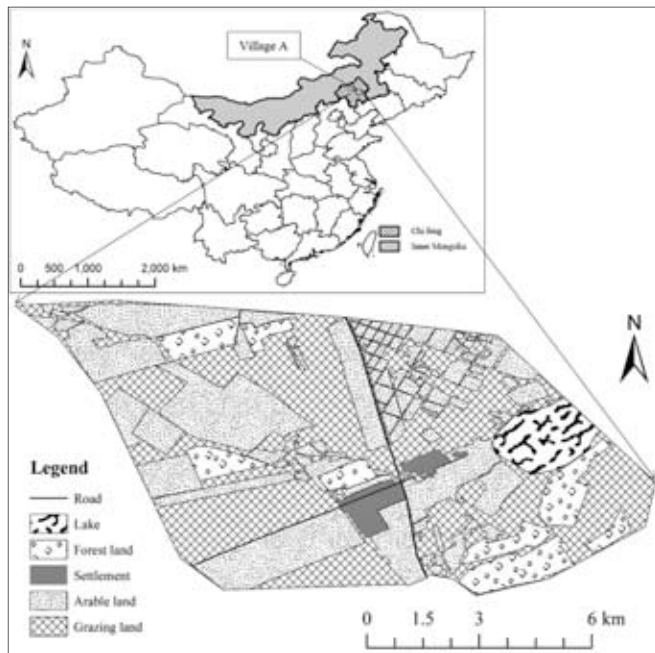 N
Village A
Chi feng
Inner Mongolia
0 500 1,000 2,000 km
N
Legend
Road
Lake
Forest land
Settlement
Arable land
Grazing land
0 1.5 3 6 km